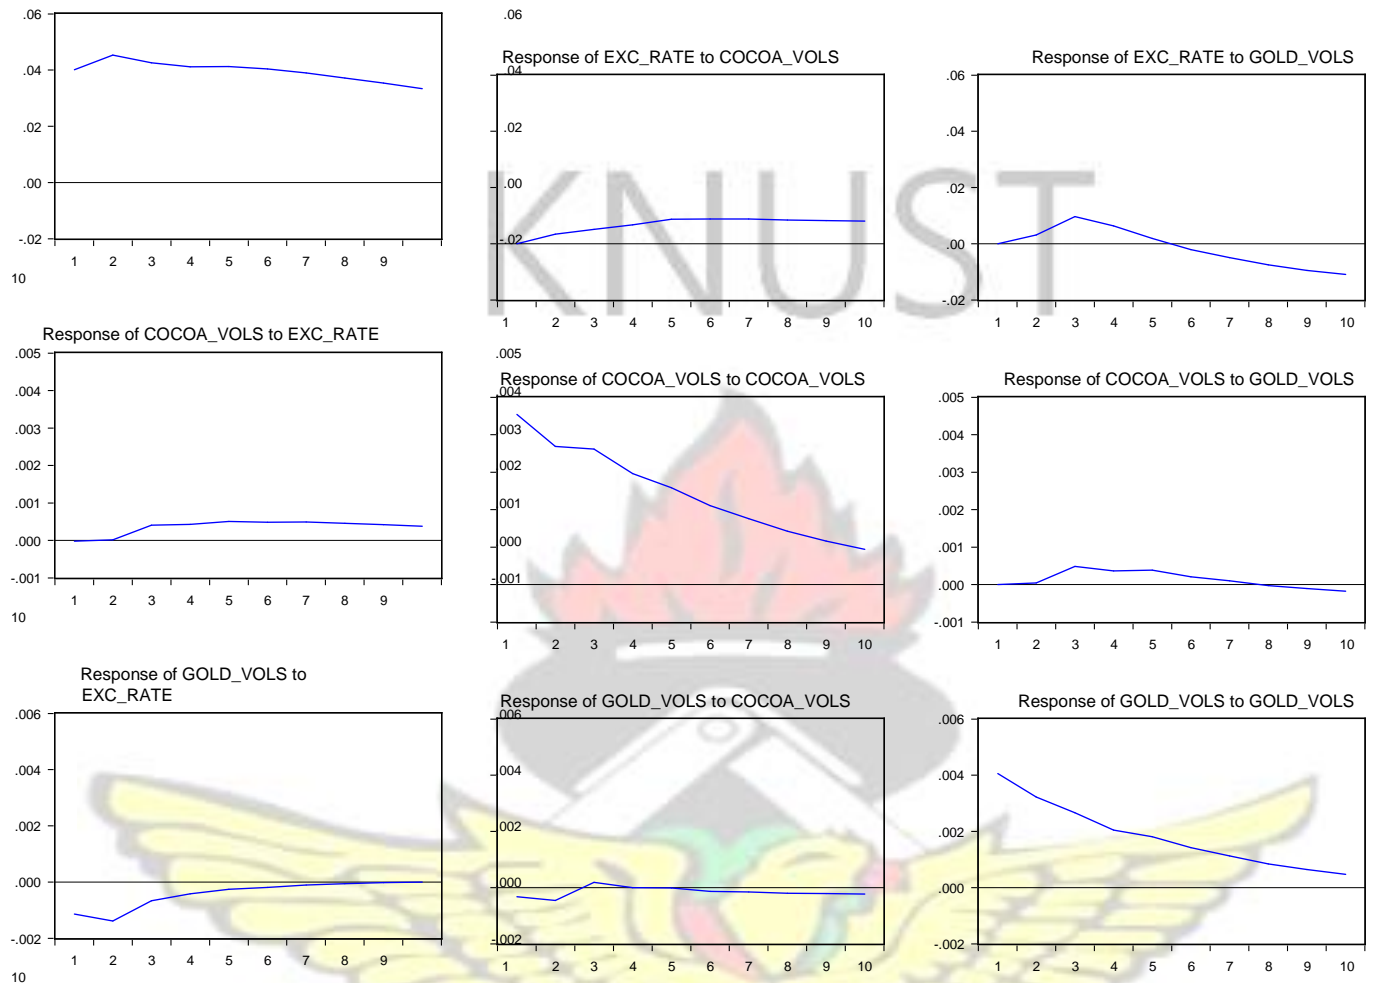 .06
.04
.02
.00
-.02
1 2 3 4 5 6 7 8 9
10
.06
Response of EXC_RATE to COCOA_VOLS
.04
.02
.00
-.02
1 2 3 4 5 6 7 8 9 10
Response of EXC_RATE to GOLD_VOLS
.06
.04
.02
.00
-.02
1 2 3 4 5 6 7 8 9 10
KNUST
Response of COCOA_VOLS to EXC_RATE
.005
.004
.003
.002
.001
.000
-.001
1 2 3 4 5 6 7 8 9
10
.005
Response of COCOA_VOLS to COCOA_VOLS
.004
.003
.002
.001
.000
-.001
1 2 3 4 5 6 7 8 9 10
Response of COCOA_VOLS to GOLD_VOLS
.005
.004
.003
.002
.001
.000
-.001
1 2 3 4 5 6 7 8 9 10
Response of GOLD_VOLS to
EXC_RATE
.006
.004
.002
.000
-.002
1 2 3 4 5 6 7 8 9
10
Response of GOLD_VOLS to COCOA_VOLS
.006
.004
.002
.000
-.002
1 2 3 4 5 6 7 8 9 10
Response of GOLD_VOLS to GOLD_VOLS
.006
.004
.002
.000
-.002
1 2 3 4 5 6 7 8 9 10